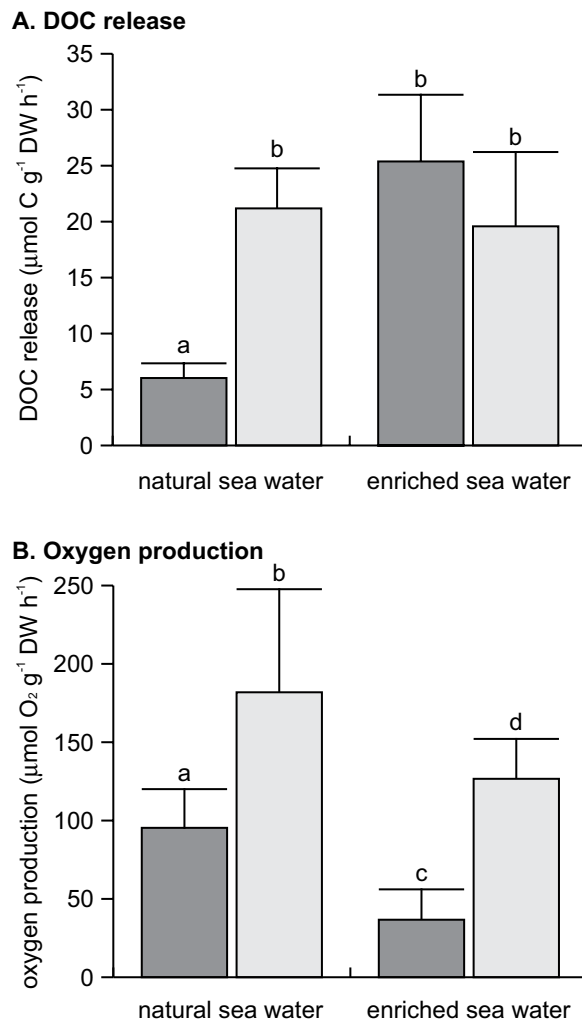 A. DOC release
DOC release (µmol C g⁻¹ DW h⁻¹)
35
30
25
20
15
10
5
0
a
b
b
b
natural sea water
enriched sea water
B. Oxygen production
oxygen production (µmol O₂ g⁻¹ DW h⁻¹)
250
200
150
100
50
0
a
b
c
d
natural sea water
enriched sea water